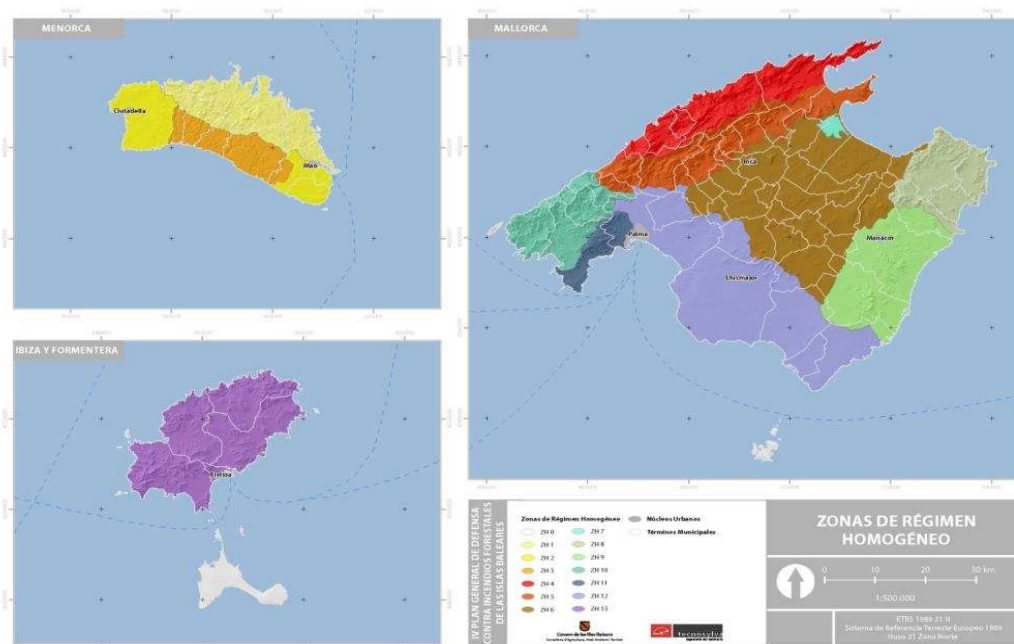 MENORCA
Ciutadella
Maó
MALLORCA
Inca
Palma
Manacor
Llucmajor
IBIZA Y FORMENTERA
Eivissa
IV PLAN GENERAL DE DEFENSA
CONTRA INCENDIOS FORESTALES
DE LAS ISLAS BALEARES
Zonas de Régimen Homogéneo
ZH 0
ZH 1
ZH 2
ZH 3
ZH 4
ZH 5
ZH 6
ZH 7
ZH 8
ZH 9
ZH 10
ZH 11
ZH 12
ZH 13
Núcleos Urbanos
Términos Municipales
Govern de les Illes Balears
tecnosylva
ZONAS DE RÉGIMEN
HOMOGÉNEO
0 10 20 30 km
1:500.000
ETRS 1989 31 N
Sistema de Referencia Terrestre Europeo 1989
Huso 31 Zona Norte